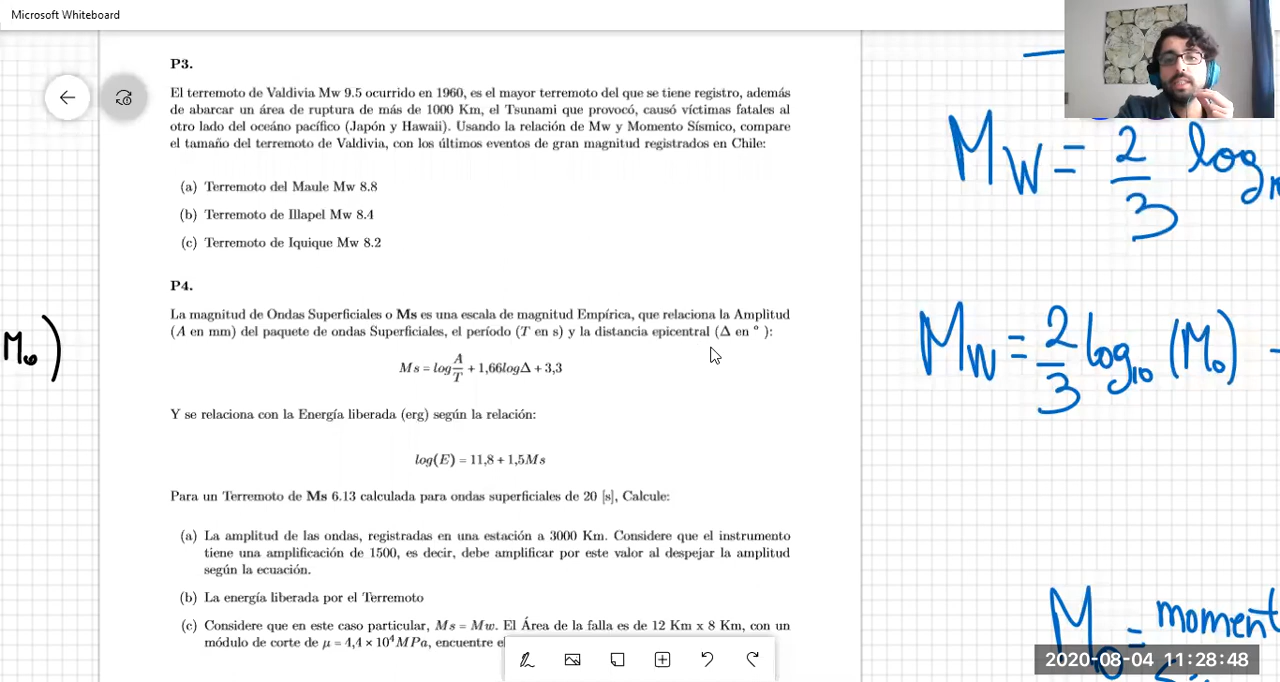 Microsoft Whiteboard
P3.
El terremoto de Valdivia Mw 9.5 ocurrido en 1960, es el mayor terremoto del que se tiene registro, además
de abarcar un área de ruptura de más de 1000 Km, el Tsunami que provocó, causó víctimas fatales al
otro lado del oceáno pacífico (Japón y Hawaii). Usando la relación de Mw y Momento Sísmico, compare
el tamaño del terremoto de Valdivia, con los últimos eventos de gran magnitud registrados en Chile:
(a) Terremoto del Maule Mw 8.8
(b) Terremoto de Illapel Mw 8.4
(c) Terremoto de Iquique Mw 8.2
P4.
La magnitud de Ondas Superficiales o Ms es una escala de magnitud Empírica, que relaciona la Amplitud
(A en mm) del paquete de ondas Superficiales, el período (T en s) y la distancia epicentral (Δ en °):
Ms = log A/T + 1,66logΔ + 3,3
Y se relaciona con la Energía liberada (erg) según la relación:
log(E) = 11,8 + 1,5Ms
Para un Terremoto de Ms 6.13 calculada para ondas superficiales de 20 [s], Calcule:
(a) La amplitud de las ondas, registradas en una estación a 3000 Km. Considere que el instrumento
tiene una amplificación de 1500, es decir, debe amplificar por este valor al despejar la amplitud
según la ecuación.
(b) La energía liberada por el Terremoto
(c) Considere que en este caso particular, Ms = Mw. El Área de la falla es de 12 Km x 8 Km, con un
módulo de corte de μ = 4,4 × 10⁴MPa, encuentre
M₀)
Mw = 2/3 log
Mw = 2/3 log₁₀ (M₀) -
M₀ = moment
2020-08-04 11:28:48